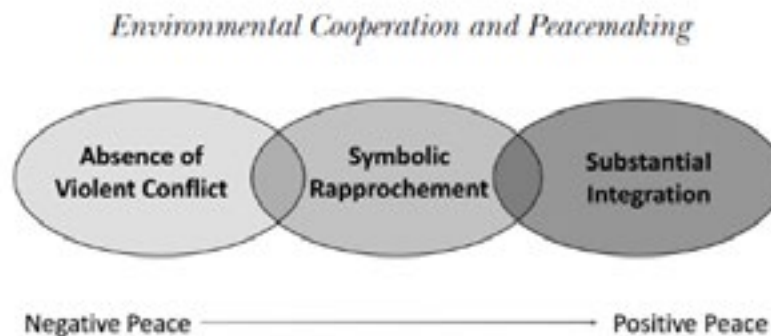 Environmental Cooperation and Peacemaking
Absence of
Violent Conflict
Symbolic
Rapprochement
Substantial
Integration
Negative Peace
Positive Peace